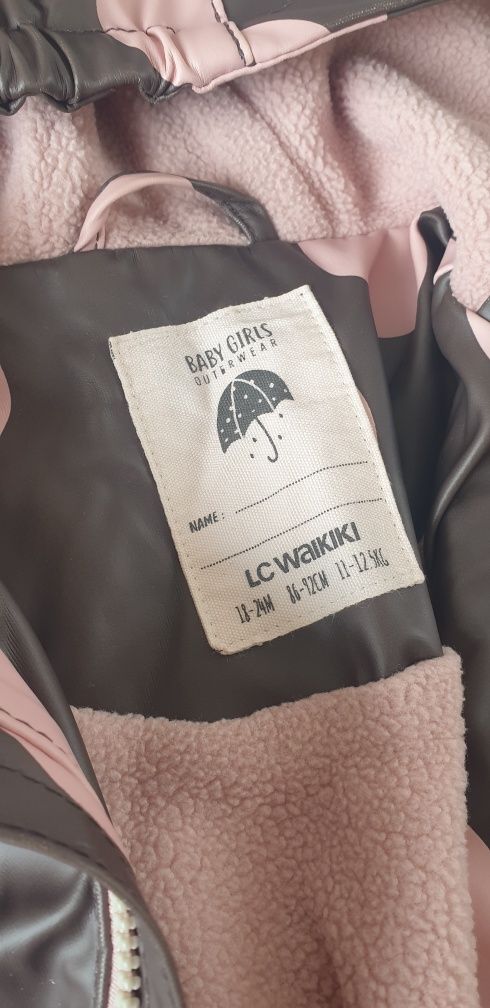 BABY GIRLS
OUTERWEAR
NAME :
LC WAIKIKI
18-24M 86-92CM 11-12.5KG